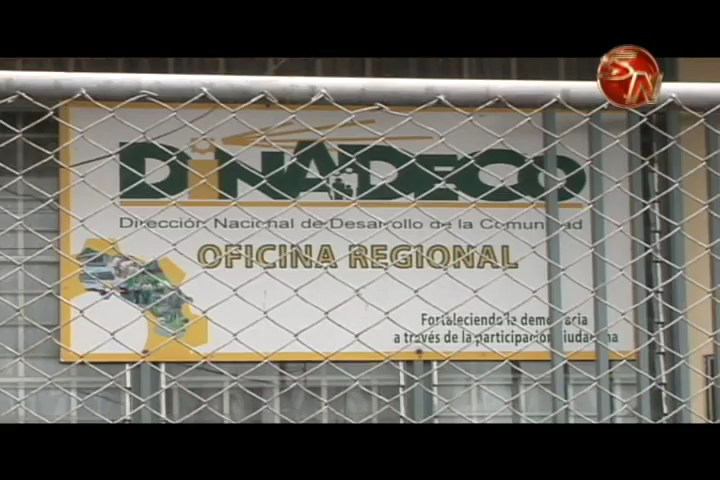 DiNADECO
Dirección Nacional de Desarrollo de la Comunidad
OFICINA REGIONAL
Fortaleciendo la democracia
a través de la participación ciudadana